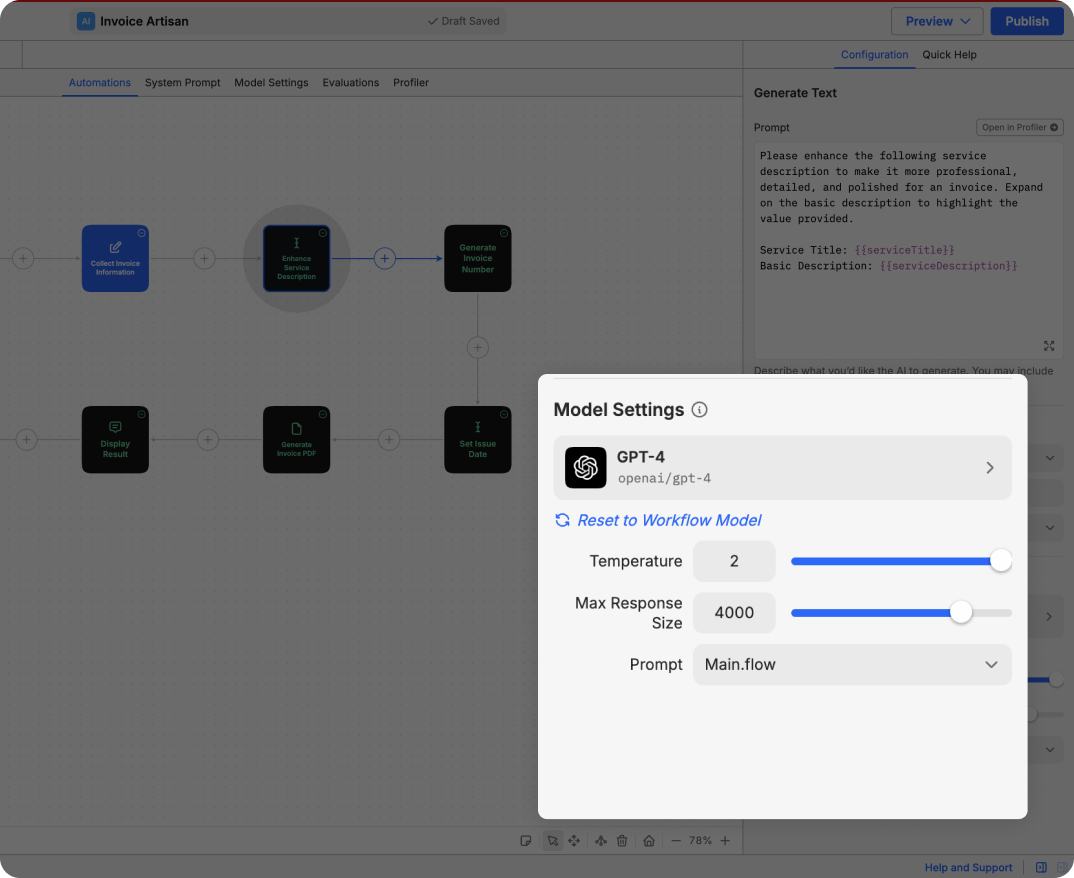 AI Invoice Artisan
Draft Saved
Preview
Publish
Configuration
Quick Help
Automations
System Prompt
Model Settings
Evaluations
Profiler
Generate Text
Prompt
Open in Profiler
Please enhance the following service
description to make it more professional,
detailed, and polished for an invoice. Expand
on the basic description to highlight the
value provided.
Service Title: {{serviceTitle}}
Basic Description: {{serviceDescription}}
Describe what you'd like the AI to generate. You may include
Collect Invoice
Information
Enhance
Service
Description
Generate
Invoice
Number
Display
Result
Generate
Invoice PDF
Set Issue
Date
Model Settings
GPT-4
openai/gpt-4
Reset to Workflow Model
Temperature
2
Max Response
Size
4000
Prompt
Main.flow
78%
Help and Support